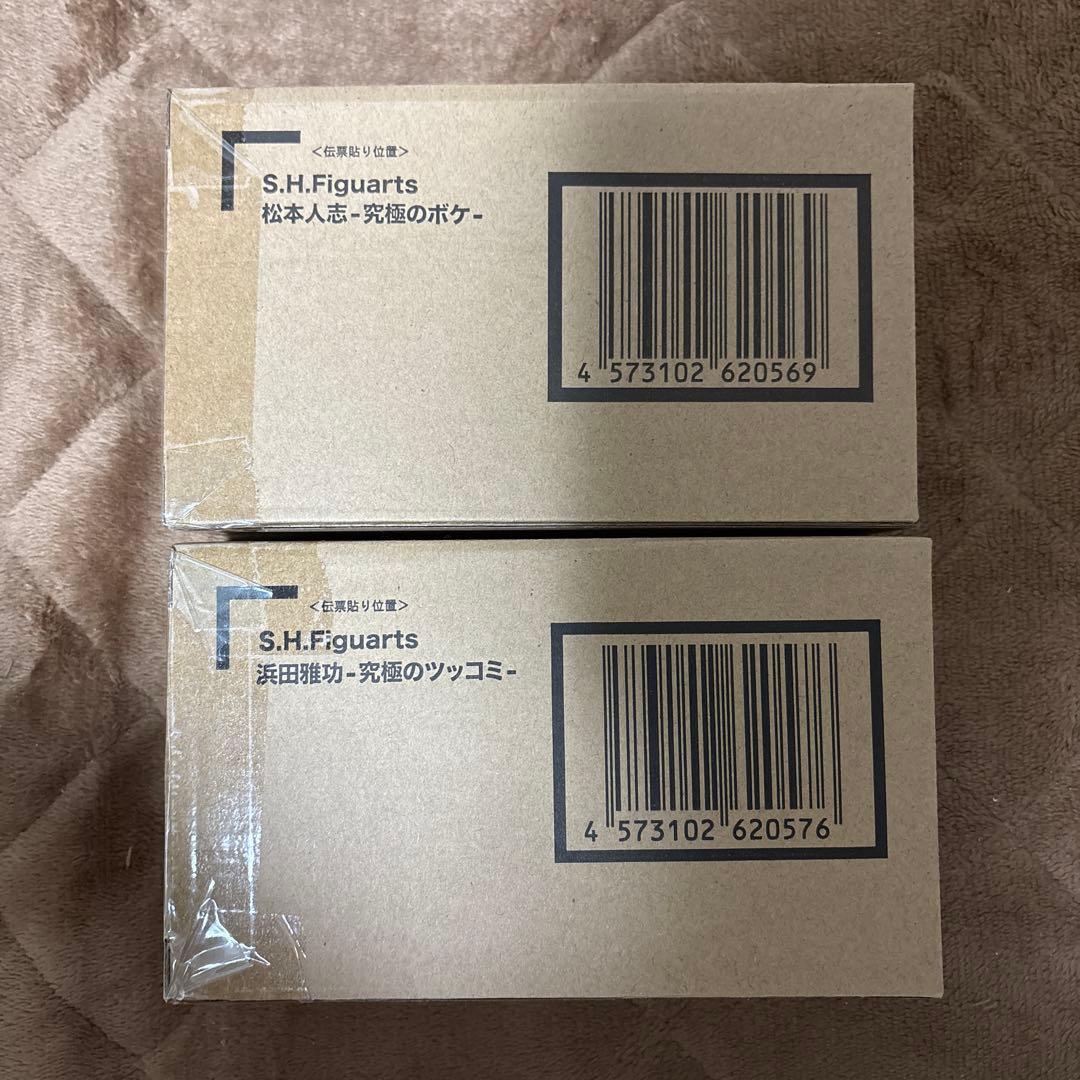 <伝票貼り位置>
S.H.Figuarts
松本人志-究極のボケ-
4 573102 620569
<伝票貼り位置>
S.H.Figuarts
浜田雅功-究極のツッコミ-
4 573102 620576